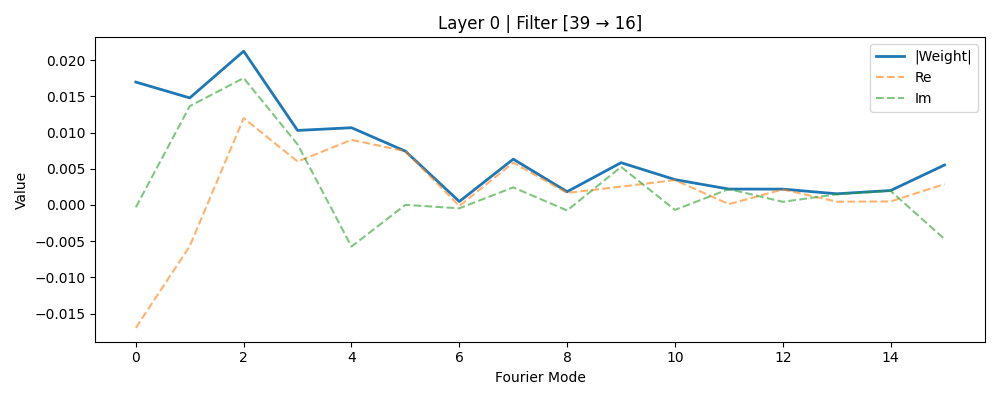 Layer 0 | Filter [39 → 16]
|Weight|
Re
Im
Value
0.020
0.015
0.010
0.005
0.000
−0.005
−0.010
−0.015
0 2 4 6 8 10 12 14
Fourier Mode